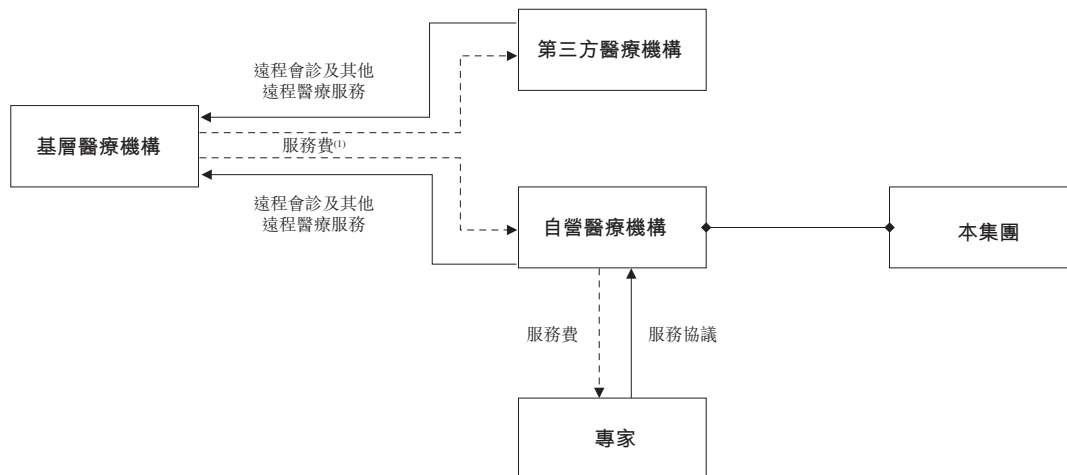 第三方醫療機構
遠程會診及其他
遠程醫療服務
基層醫療機構
服務費(1)
遠程會診及其他
遠程醫療服務
自營醫療機構
本集團
服務費
服務協議
專家